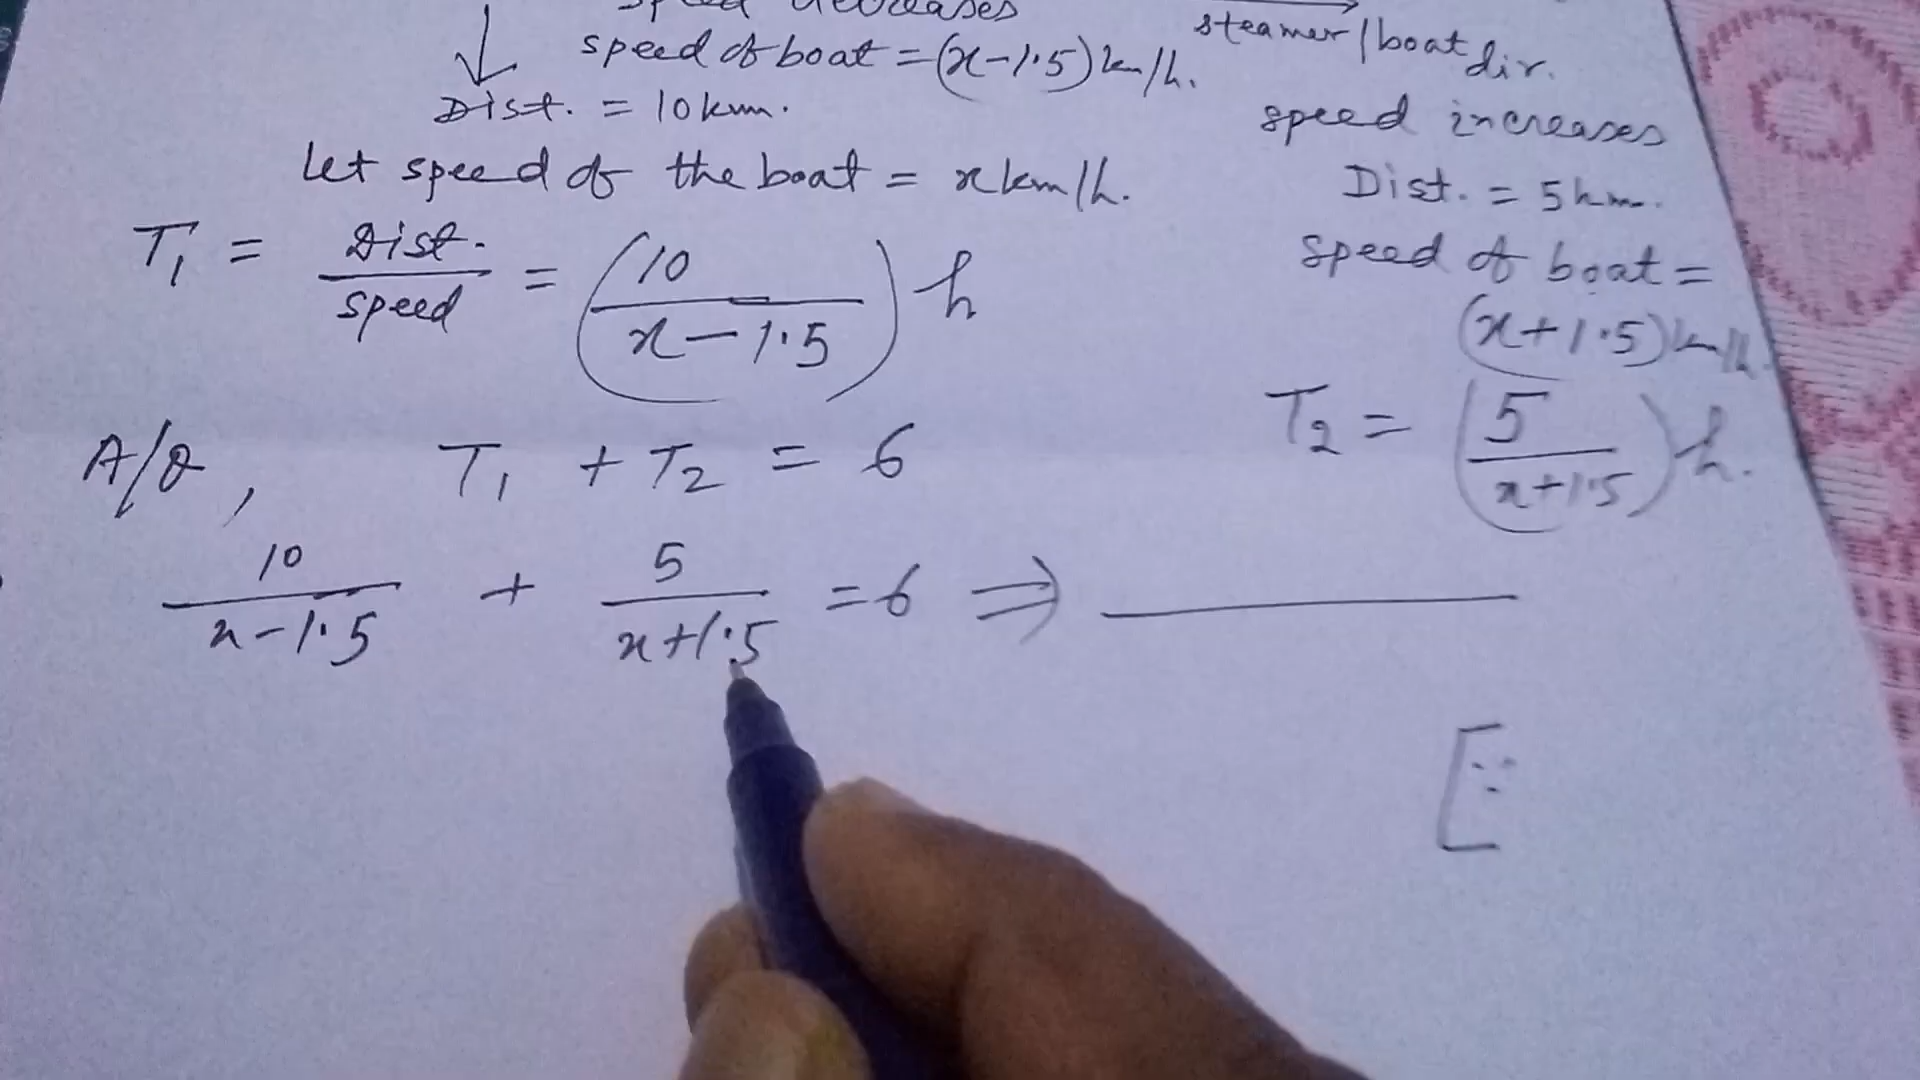 speed decreases
speed of boat = (x-1.5) km/h.
Dist. = 10 km.
Let speed of the boat = x km/h.
T₁ = Dist. / speed = (10 / x-1.5) h
steamer/boat dir.
speed increases
Dist. = 5 km.
speed of boat =
(x+1.5) km/h.
T₂ = (5 / x+1.5) h.
A/Q, T₁ + T₂ = 6
10 / x-1.5 + 5 / x+1.5 = 6 ⇒
[∵